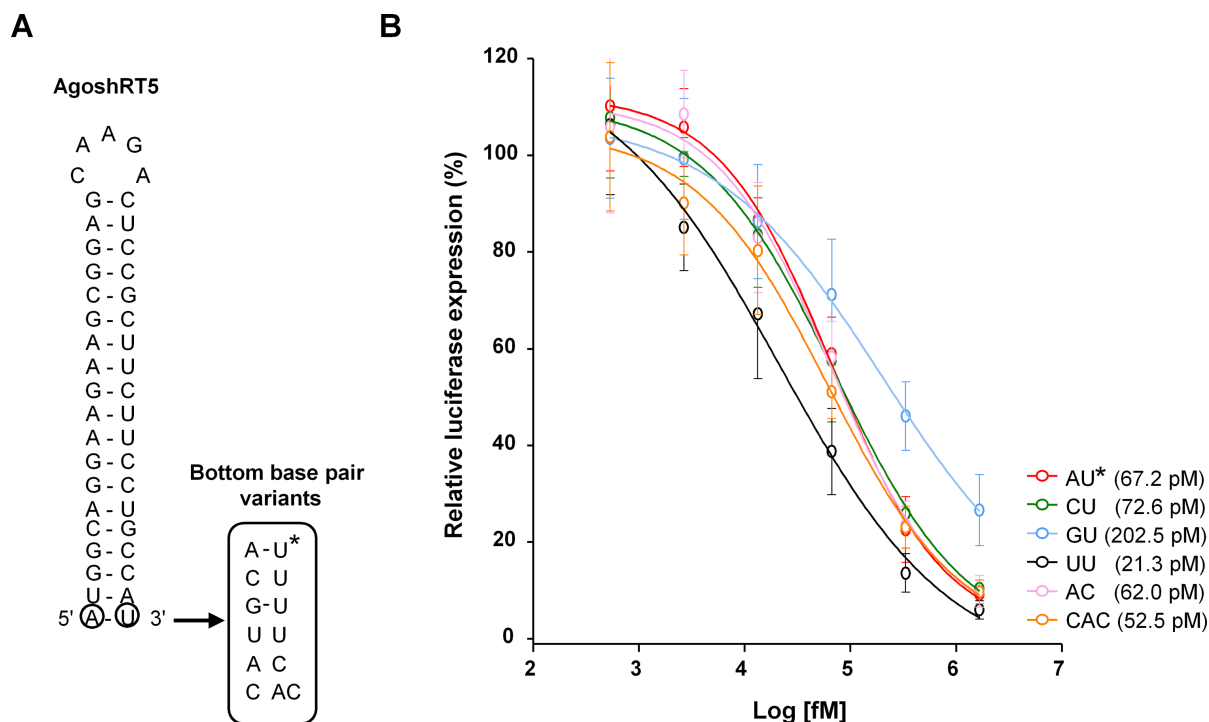 A
AgoshRT5
A
A G
C A
G - C
A - U
G - C
G - C
C - G
G - C
A - U
A - U
G - C
A - U
A - U
G - C
G - C
A - U
C - G
G - C
G - C
U - A
5' A - U 3'
Bottom base pair
variants
A - U*
C U
G - U
U U
A C
C AC
B
Relative luciferase expression (%)
120
100
80
60
40
20
0
2 3 4 5 6 7
Log [fM]
AU* (67.2 pM)
CU (72.6 pM)
GU (202.5 pM)
UU (21.3 pM)
AC (62.0 pM)
CAC (52.5 pM)